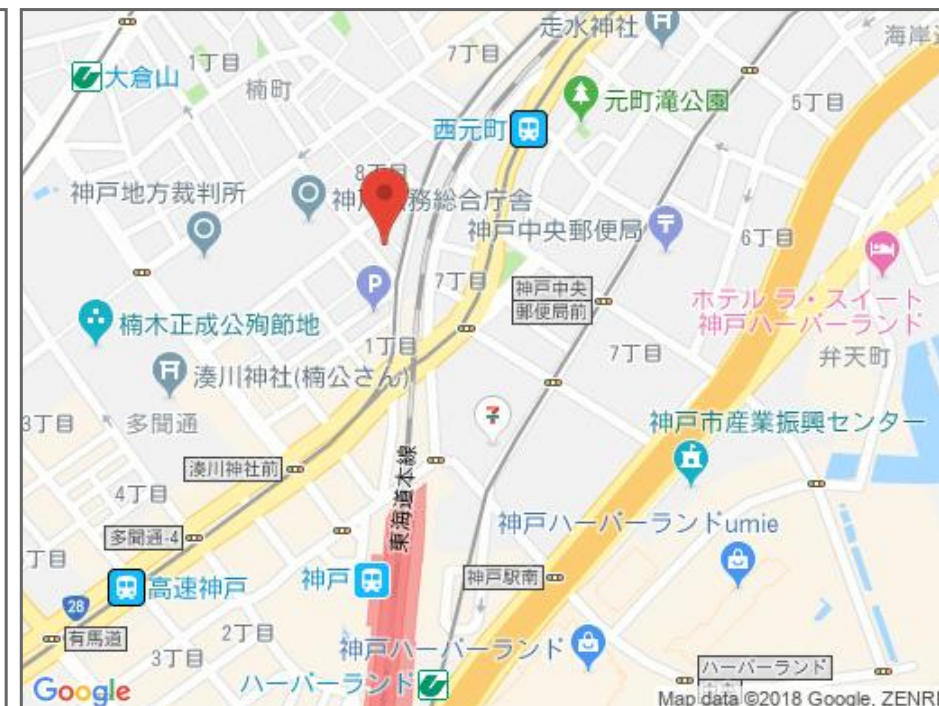 走水神社
海岸通
7丁目
大倉山
1丁目
楠町
元町滝公園
5丁目
西元町
8丁目
神戸地方裁判所
神戸
務総合庁舎
神戸中央郵便局
6丁目
7丁目
神戸中央
郵便局前
ホテル ラ・スイート
神戸ハーバーランド
楠木正成公殉節地
1丁目
7丁目
弁天町
湊川神社(楠公さん)
3丁目
多聞通
神戸市産業振興センター
湊川神社前
東海道本線
4丁目
神戸ハーバーランドumie
多聞通-4
丁目
高速神戸
神戸
神戸駅南
28
有馬道
2丁目
3丁目
神戸ハーバーランド
ハーバーランド
ハーバーランド
Google
Map data ©2018 Google, ZENRI